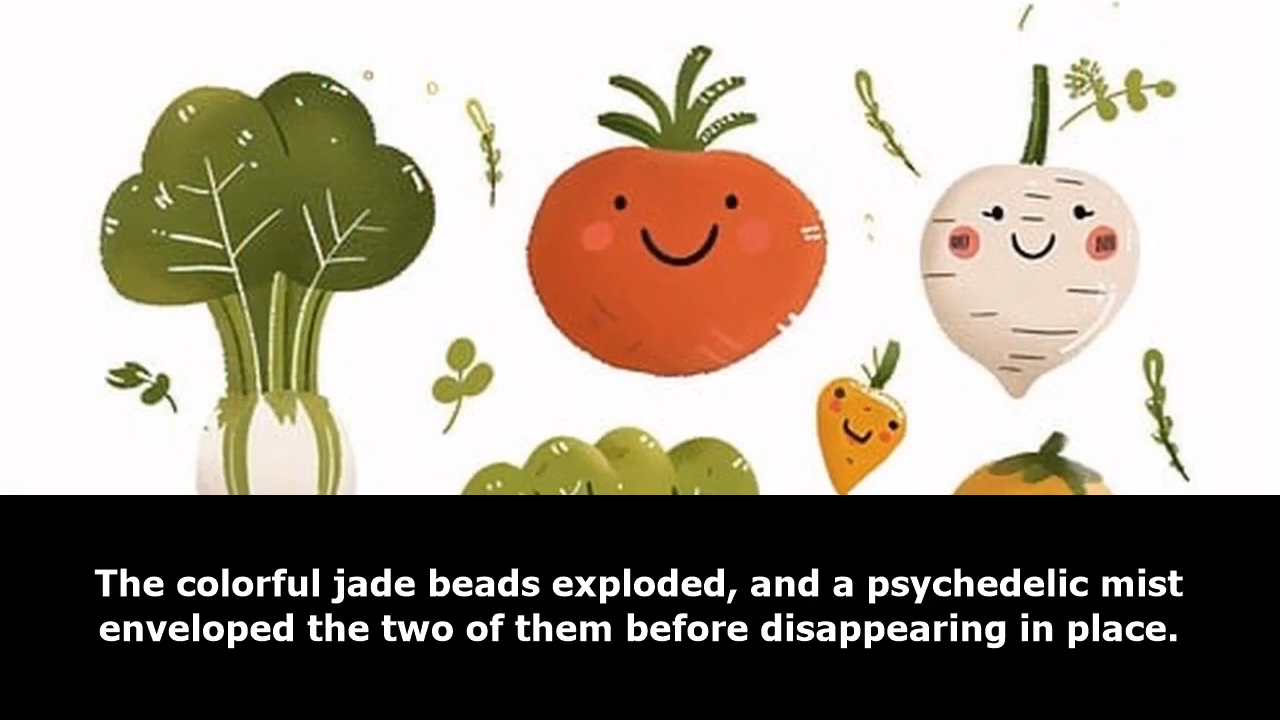 The colorful jade beads exploded, and a psychedelic mist
enveloped the two of them before disappearing in place.